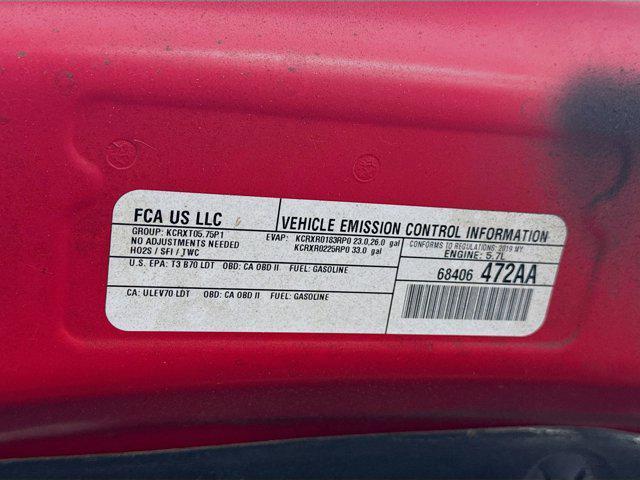 FCA US LLC
VEHICLE EMISSION CONTROL INFORMATION
GROUP: KCRXT05.75P1
NO ADJUSTMENTS NEEDED
HO2S / SFI / TWC
EVAP: KCRXR0183RP0 23.0,26.0 gal
KCRXR0225RP0 33.0 gal
CONFORMS TO REGULATIONS: 2019 MY
ENGINE: 5.7L
U.S. EPA: T3 B70 LDT OBD: CA OBD II FUEL: GASOLINE
68406 472AA
CA: ULEV70 LDT OBD: CA OBD II FUEL: GASOLINE